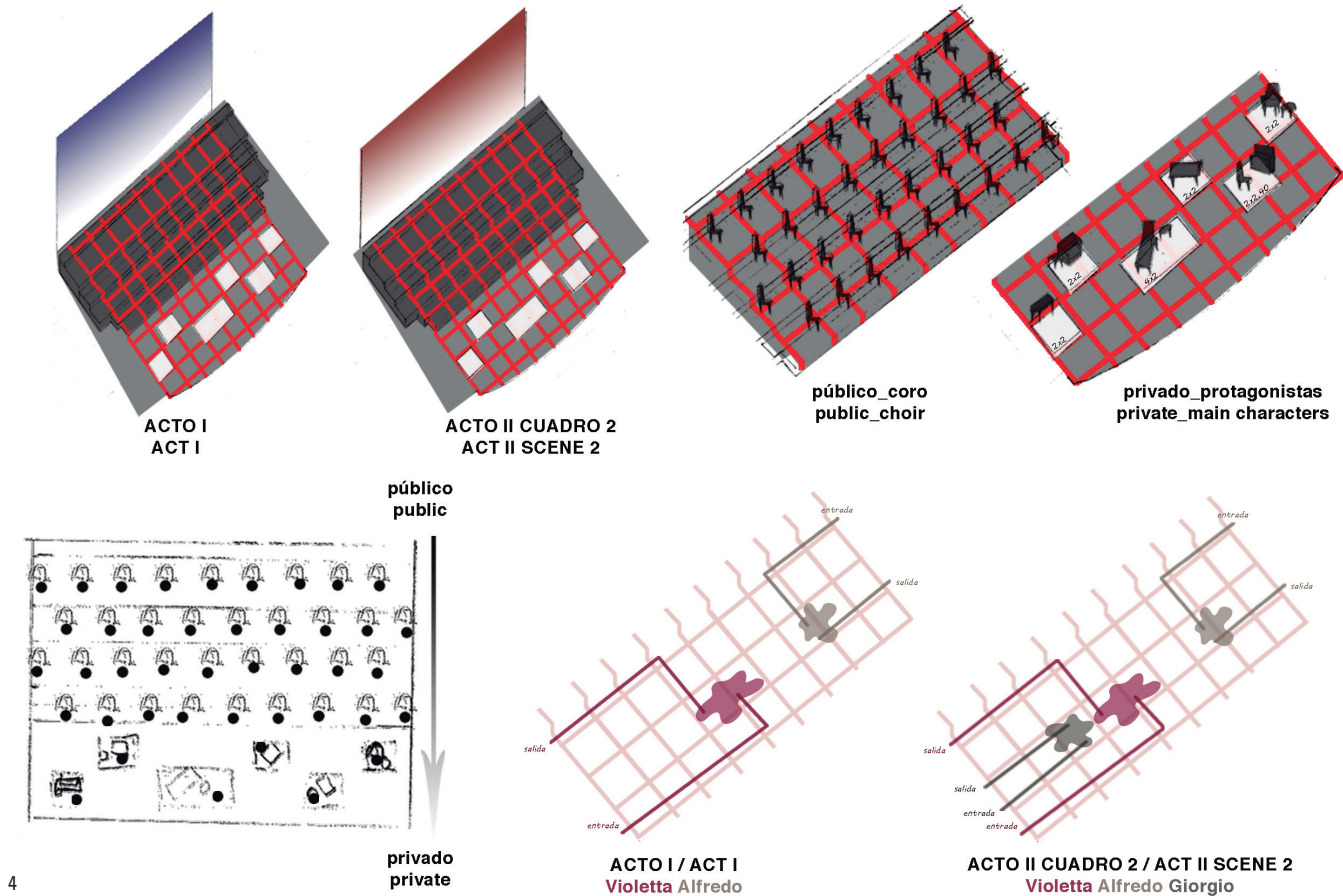 2x2
2x2
2x2.40
4x2
2x2
2x2
público_coro
public_choir
privado_protagonistas
private_main characters
ACTO I
ACT I
ACTO II CUADRO 2
ACT II SCENE 2
público
public
privado
private
entrada
salida
salida
entrada
ACTO I / ACT I
Violetta Alfredo
entrada
salida
salida
salida
entrada
entrada
ACTO II CUADRO 2 / ACT II SCENE 2
Violetta Alfredo Giorgio
4